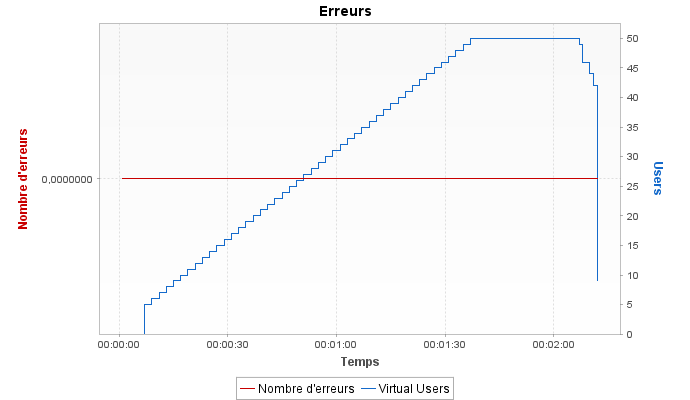 Erreurs
Nombre d'erreurs
0,0000000
50
45
40
35
30
25
20
15
10
5
0
Users
00:00:00 00:00:30 00:01:00 00:01:30 00:02:00
Temps
Nombre d'erreurs Virtual Users